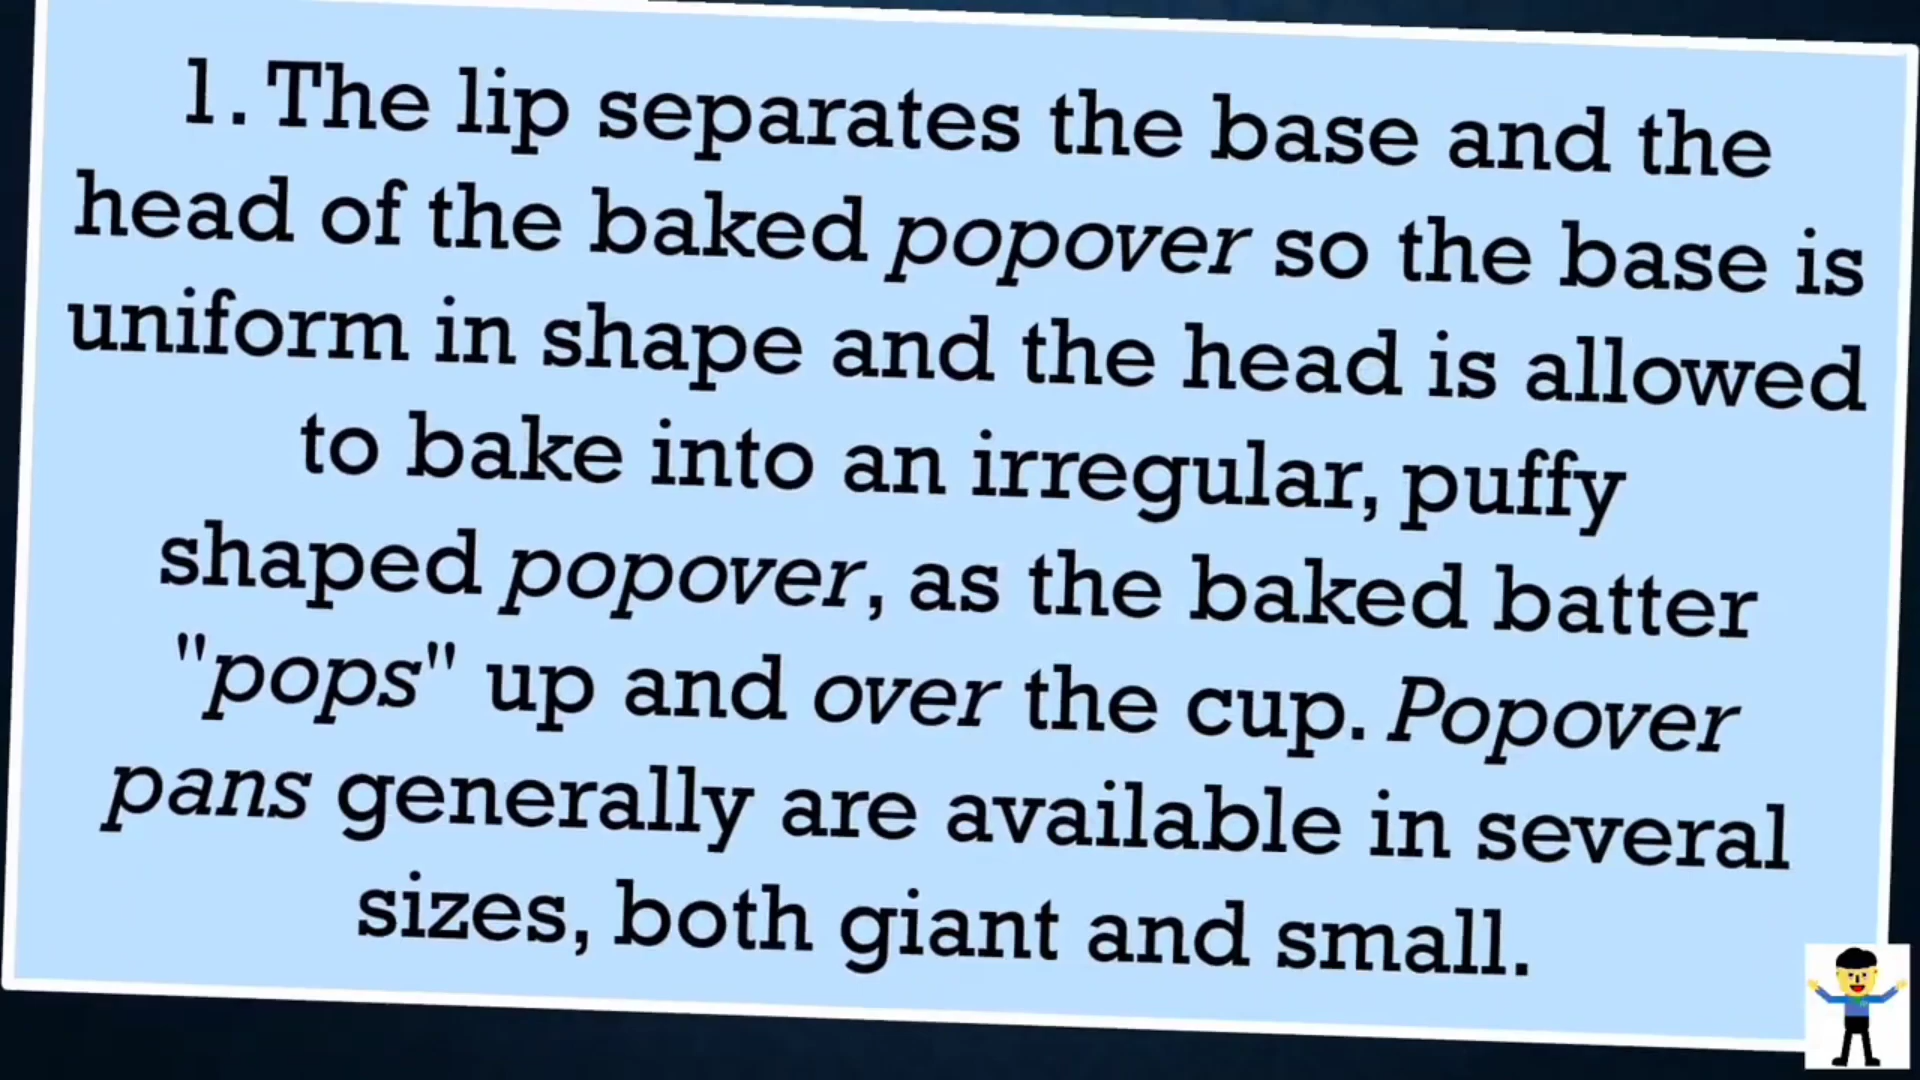 1. The lip separates the base and the
head of the baked popover so the base is
uniform in shape and the head is allowed
to bake into an irregular, puffy
shaped popover, as the baked batter
"pops" up and over the cup. Popover
pans generally are available in several
sizes, both giant and small.